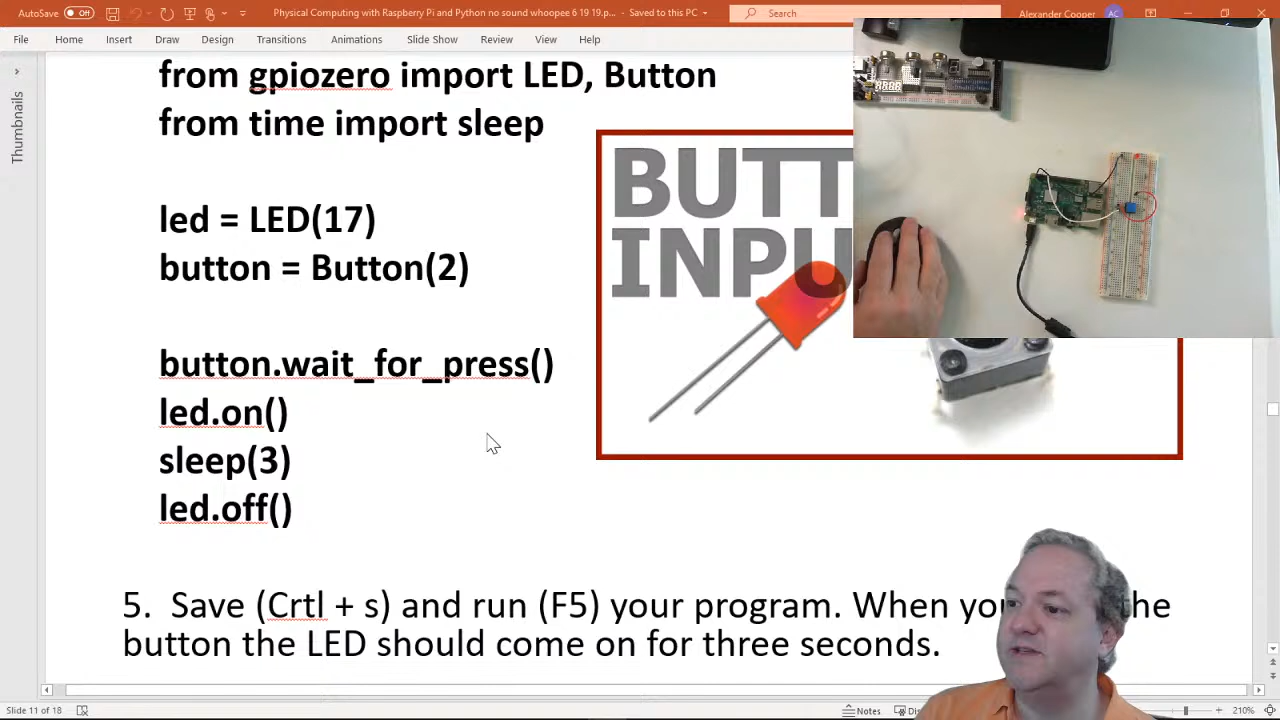 AutoSave Off
Physical Computing with Raspberry Pi and Python no sound whoopee 6 19 19.p... - Saved to this PC
Search
Alexander Cooper AC
File Home Insert Draw Design Transitions Animations Slide Show Review View Help
Thumbnails
from gpiozero import LED, Button
from time import sleep
led = LED(17)
button = Button(2)
button.wait_for_press()
led.on()
sleep(3)
led.off()
BUTT
INPU
5. Save (Crtl + s) and run (F5) your program. When you the
button the LED should come on for three seconds.
Slide 11 of 18
Notes
210%